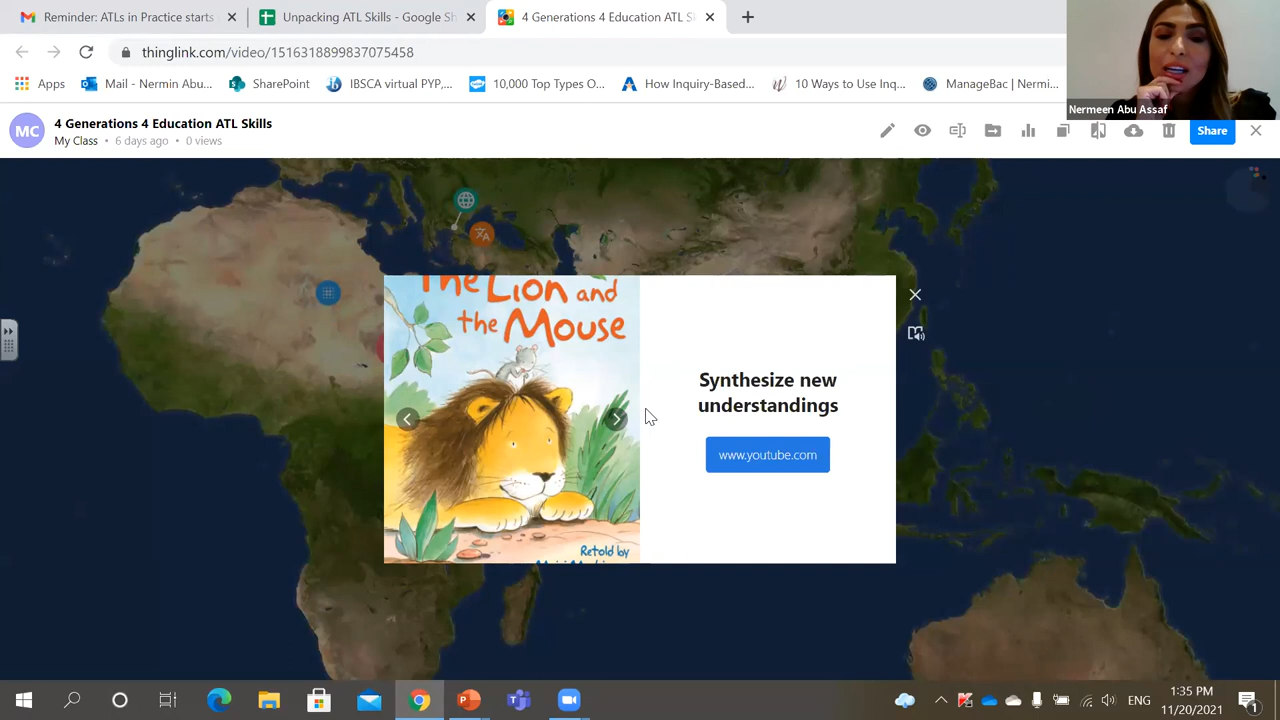 Reminder: ATLs in Practice starts
Unpacking ATL Skills - Google Sh
4 Generations 4 Education ATL S
thinglink.com/video/1516318899837075458
Apps
Mail - Nermin Abu...
SharePoint
IBSCA virtual PYP,...
10,000 Top Types O...
How Inquiry-Based...
10 Ways to Use Inq...
ManageBac | Nermi...
Nermeen Abu Assaf
MC
4 Generations 4 Education ATL Skills
My Class • 6 days ago • 0 views
Share
The Lion and
the Mouse
Retold by
Synthesize new
understandings
www.youtube.com
ENG
1:35 PM
11/20/2021
1